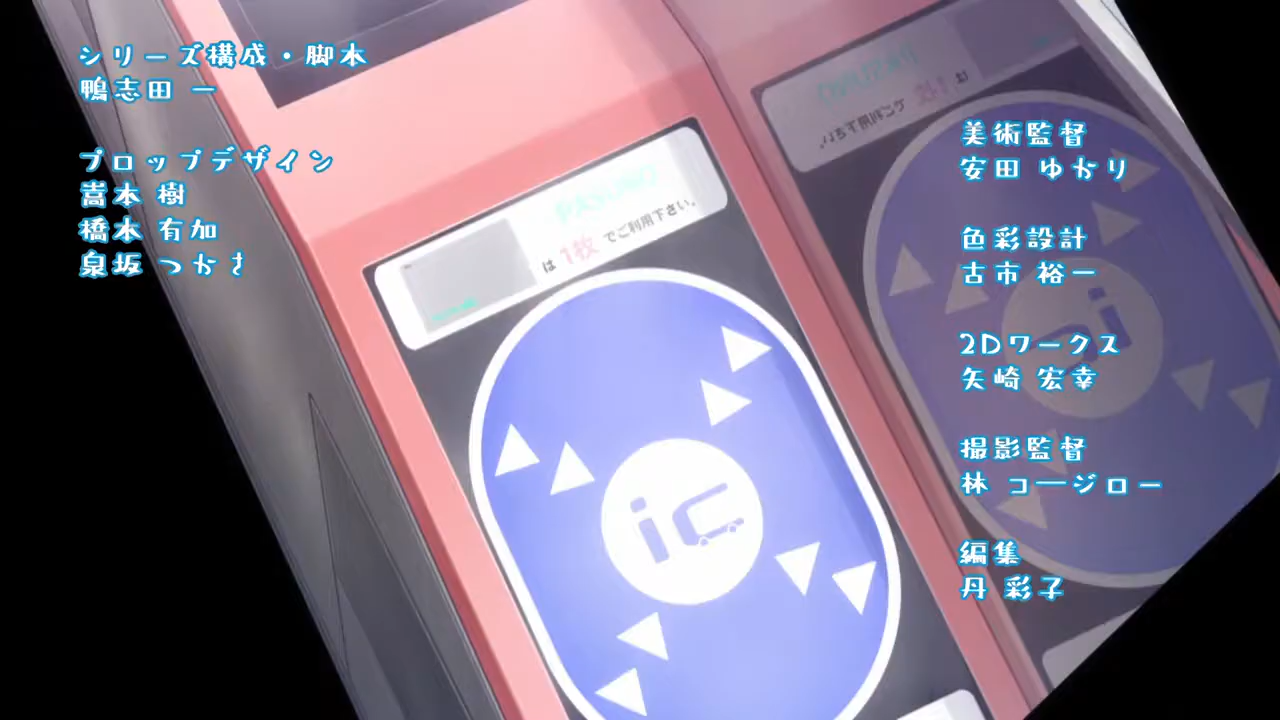 シリーズ構成・脚本
鴨志田 一
プロップデザイン
嵩本 樹
橋本 有加
泉坂 つかさ
美術監督
安田 ゆかり
色彩設計
古市 裕一
2Dワークス
矢崎 宏幸
撮影監督
林 コージロー
編集
丹 彩子
は 1枚 でご利用下さい。
ic